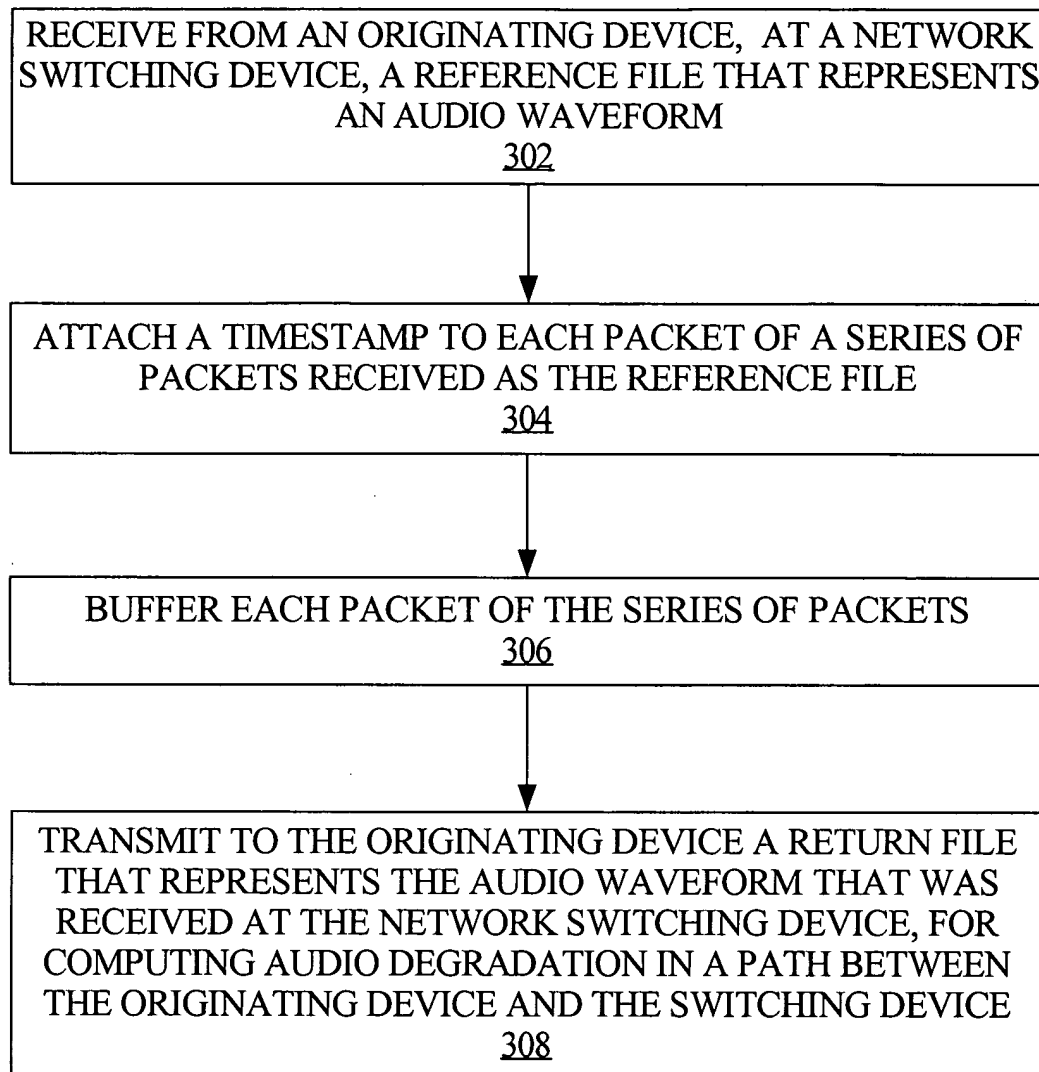 RECEIVE FROM AN ORIGINATING DEVICE, AT A NETWORK
SWITCHING DEVICE, A REFERENCE FILE THAT REPRESENTS
AN AUDIO WAVEFORM
302
ATTACH A TIMESTAMP TO EACH PACKET OF A SERIES OF
PACKETS RECEIVED AS THE REFERENCE FILE
304
BUFFER EACH PACKET OF THE SERIES OF PACKETS
306
TRANSMIT TO THE ORIGINATING DEVICE A RETURN FILE
THAT REPRESENTS THE AUDIO WAVEFORM THAT WAS
RECEIVED AT THE NETWORK SWITCHING DEVICE, FOR
COMPUTING AUDIO DEGRADATION IN A PATH BETWEEN
THE ORIGINATING DEVICE AND THE SWITCHING DEVICE
308